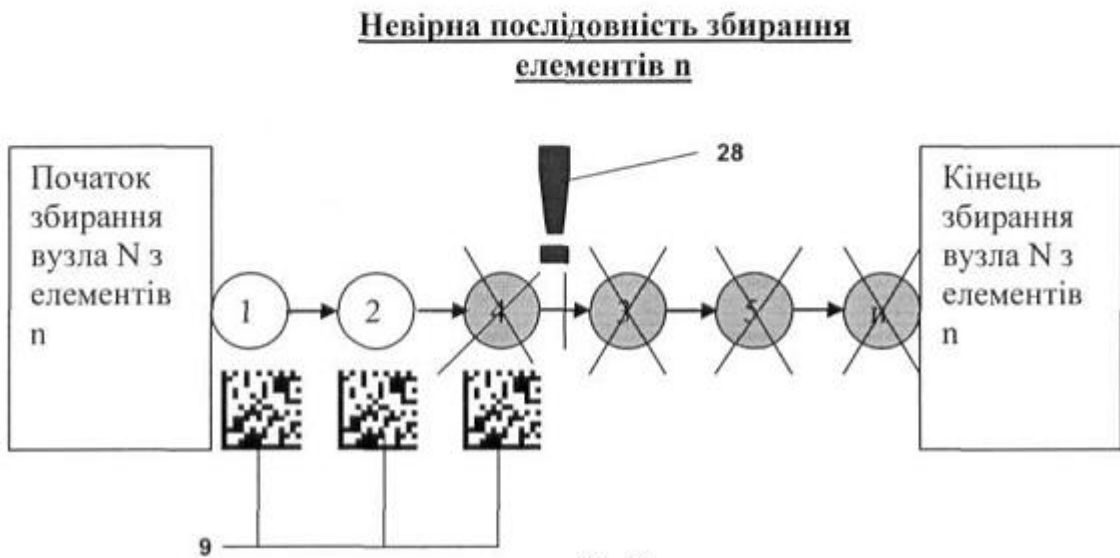 Невірна послідовність збирання
елементів n
28
Початок
збирання
вузла N з
елементів
n
1
2
4
3
5
n
Кінець
збирання
вузла N з
елементів
n
9